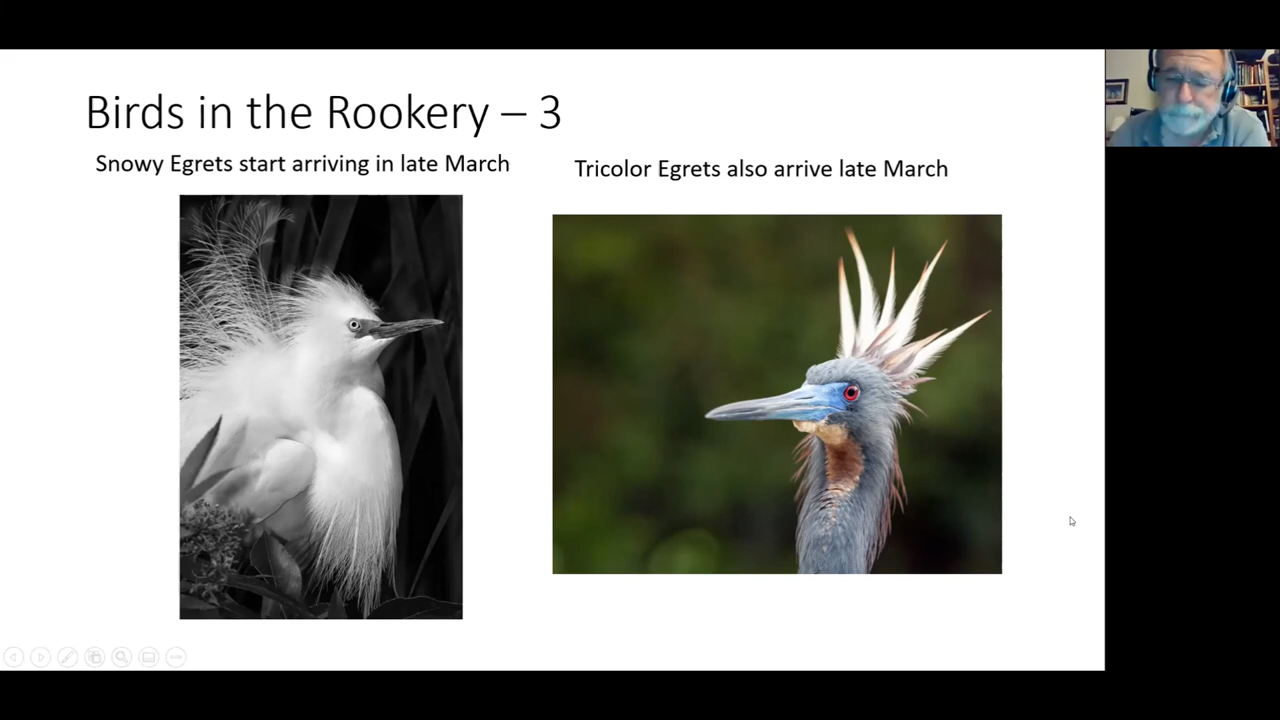 Birds in the Rookery – 3
Snowy Egrets start arriving in late March
Tricolor Egrets also arrive late March